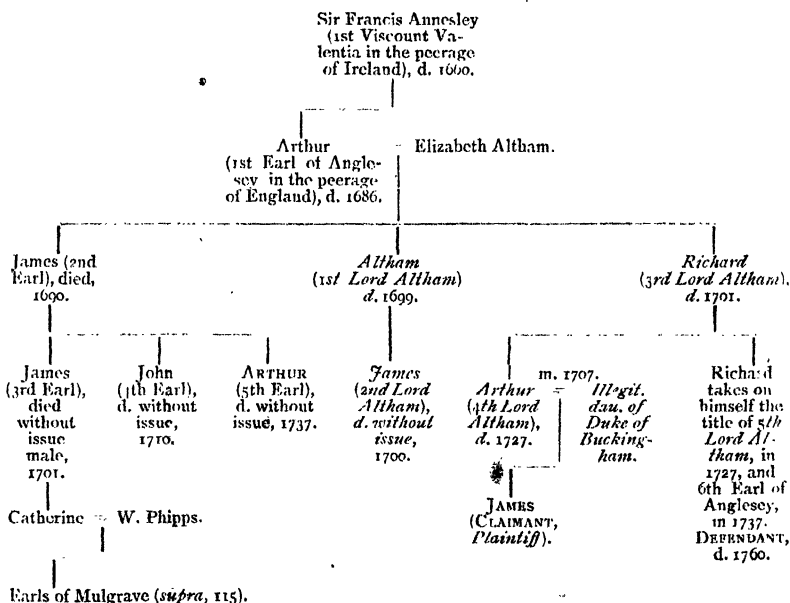 Sir Francis Annesley
(1st Viscount Va-
lentia in the peerage
of Ireland), d. 1660.
Arthur
(1st Earl of Angle-
sey in the peerage
of England), d. 1686.
= Elizabeth Altham.
James (2nd
Earl), died,
1690.
Altham
(1st Lord Altham)
d. 1699.
Richard
(3rd Lord Altham),
d. 1701.
James
(3rd Earl),
died
without
issue
male,
1701.
John
(4th Earl),
d. without
issue,
1710.
ARTHUR
(5th Earl),
d. without
issue, 1737.
James
(2nd Lord
Altham),
d. without
issue,
1700.
m. 1707.
Arthur
(4th Lord
Altham),
d. 1727.
=
Illegit.
dau. of
Duke of
Bucking-
ham.
Richard
takes on
himself the
title of 5th
Lord Al-
tham, in
1727, and
6th Earl of
Anglesey,
in 1737.
DEFENDANT,
d. 1760.
Catherine = W. Phipps.
JAMES
(CLAIMANT,
Plaintiff).
Earls of Mulgrave (supra, 115).